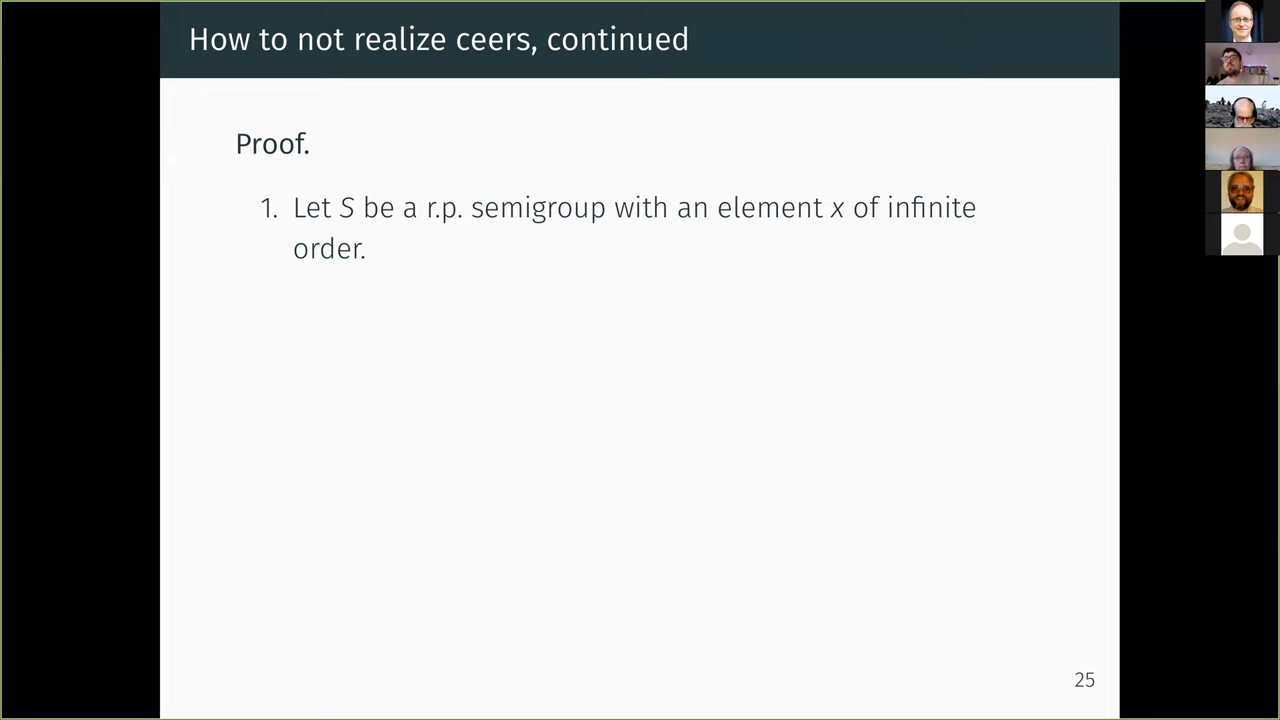 How to not realize ceers, continued
Proof.
1. Let S be a r.p. semigroup with an element x of infinite
order.
25